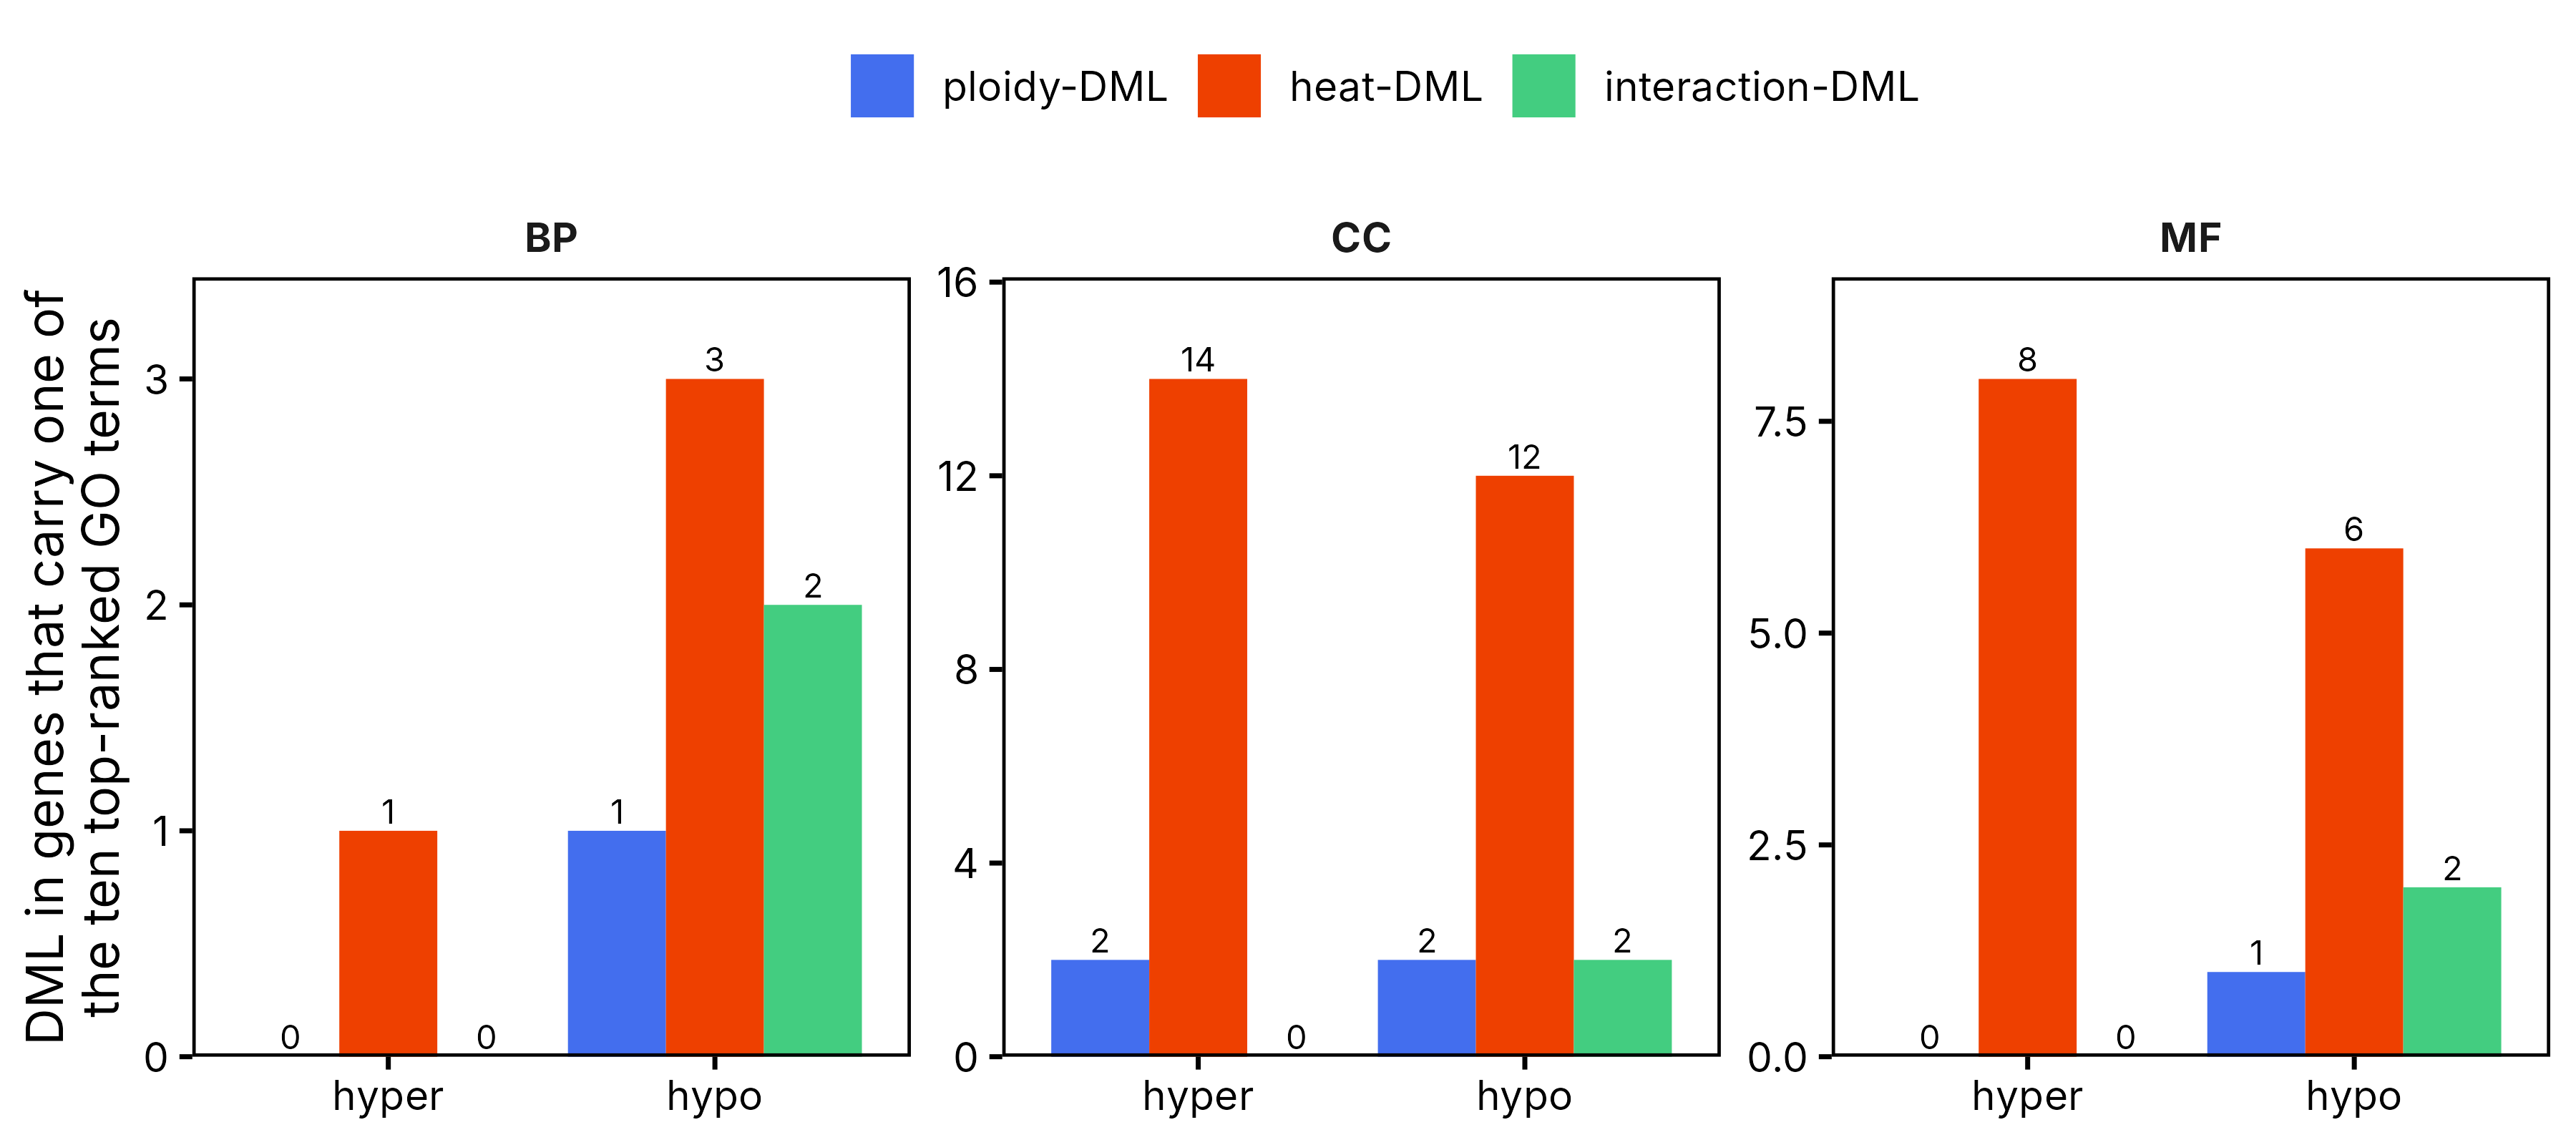 ploidy-DML heat-DML interaction-DML
DML in genes that carry one of
the ten top-ranked GO terms
BP
3
2
1
0
0
1
0
1
3
2
hyper
hypo
CC
16
12
8
4
0
2
14
0
2
12
2
hyper
hypo
MF
7.5
5.0
2.5
0.0
0
8
0
1
6
2
hyper
hypo